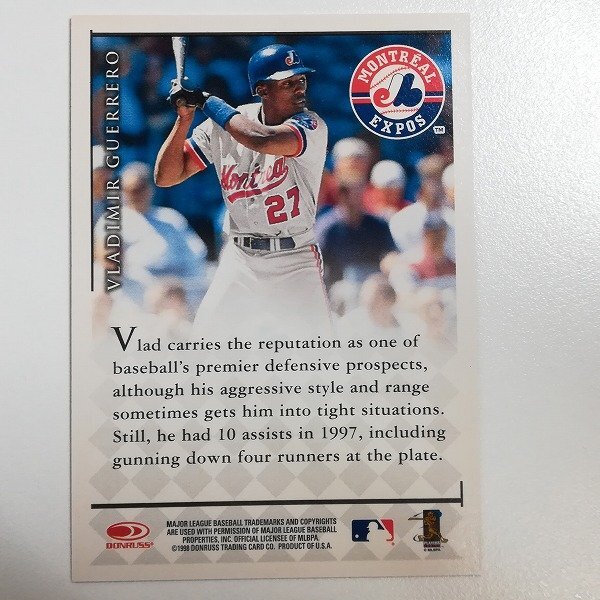 VLADIMIR GUERRERO
MONTRÉAL
EXPOS
TM
Montreal
27
Vlad carries the reputation as one of
baseball's premier defensive prospects,
although his aggressive style and range
sometimes gets him into tight situations.
Still, he had 10 assists in 1997, including
gunning down four runners at the plate.
DONRUSS
MAJOR LEAGUE BASEBALL TRADEMARKS AND COPYRIGHTS
ARE USED WITH PERMISSION OF MAJOR LEAGUE BASEBALL
PROPERTIES, INC. OFFICIAL LICENSEE OF MLBPA.
©1998 DONRUSS TRADING CARD CO. PRODUCT OF U.S.A.
© MLBPA